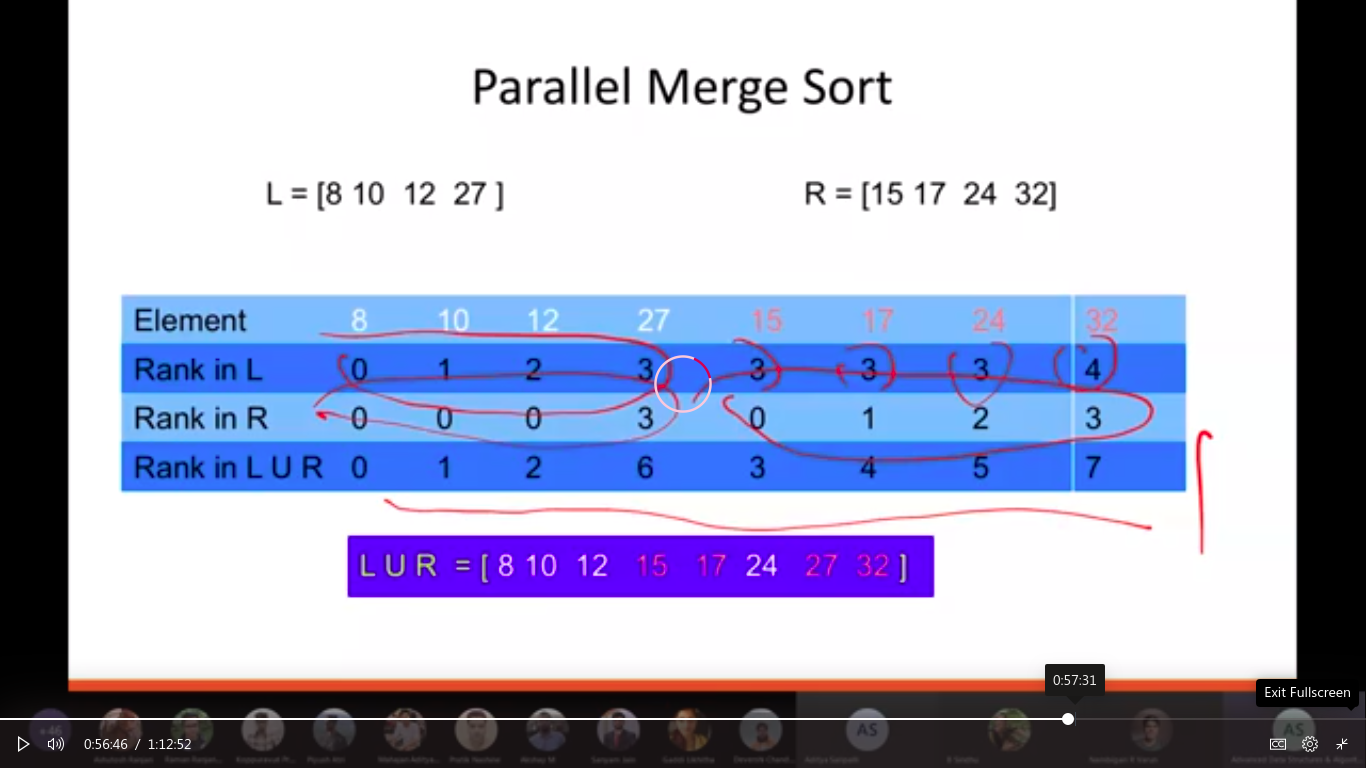 Parallel Merge Sort
L = [8 10 12 27 ] R = [15 17 24 32]
Element 8 10 12 27 15 17 24 32
Rank in L 0 1 2 3 3 3 3 4
Rank in R 0 0 0 3 0 1 2 3
Rank in L U R 0 1 2 6 3 4 5 7
L U R = [ 8 10 12 15 17 24 27 32 ]
0:57:31
Exit Fullscreen
+46 AS AS
0:56:46 / 1:12:52 CC